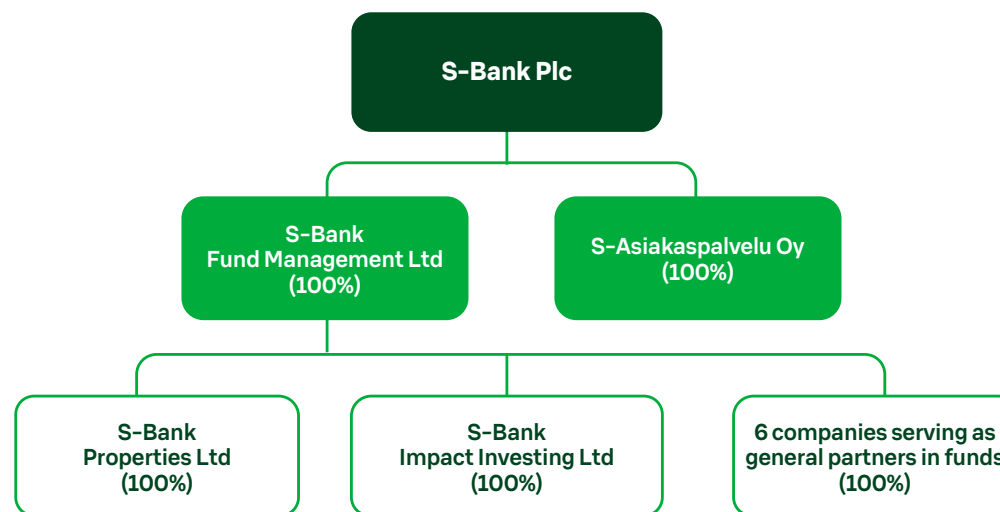 S-Bank Plc
S-Bank
Fund Management Ltd
(100%)
S-Asiakaspalvelu Oy
(100%)
S-Bank
Properties Ltd
(100%)
S-Bank
Impact Investing Ltd
(100%)
6 companies serving as
general partners in funds
(100%)